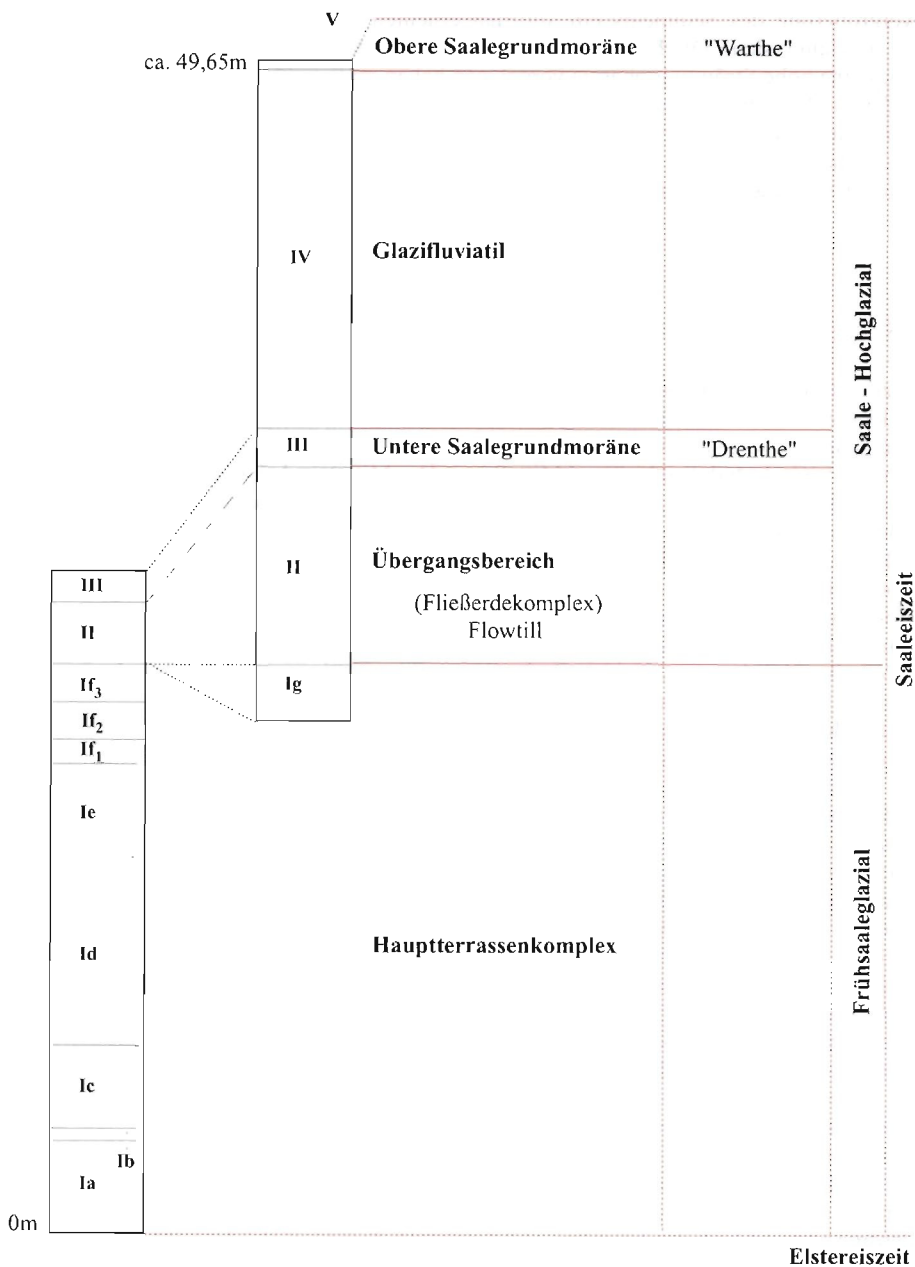 V
Obere Saalegrundmoräne
"Warthe"
ca. 49,65m
IV
Glazifluviatil
Saale - Hochglazial
III
Untere Saalegrundmoräne
"Drenthe"
II
Übergangsbereich
(Fließerdekomplex)
Flowtill
III
II
Saaleeiszeit
If3
Ig
If2
If1
Ie
Id
Hauptterrassenkomplex
Frühsaaleglazial
Ic
Ib
Ia
0m
Elstereiszeit